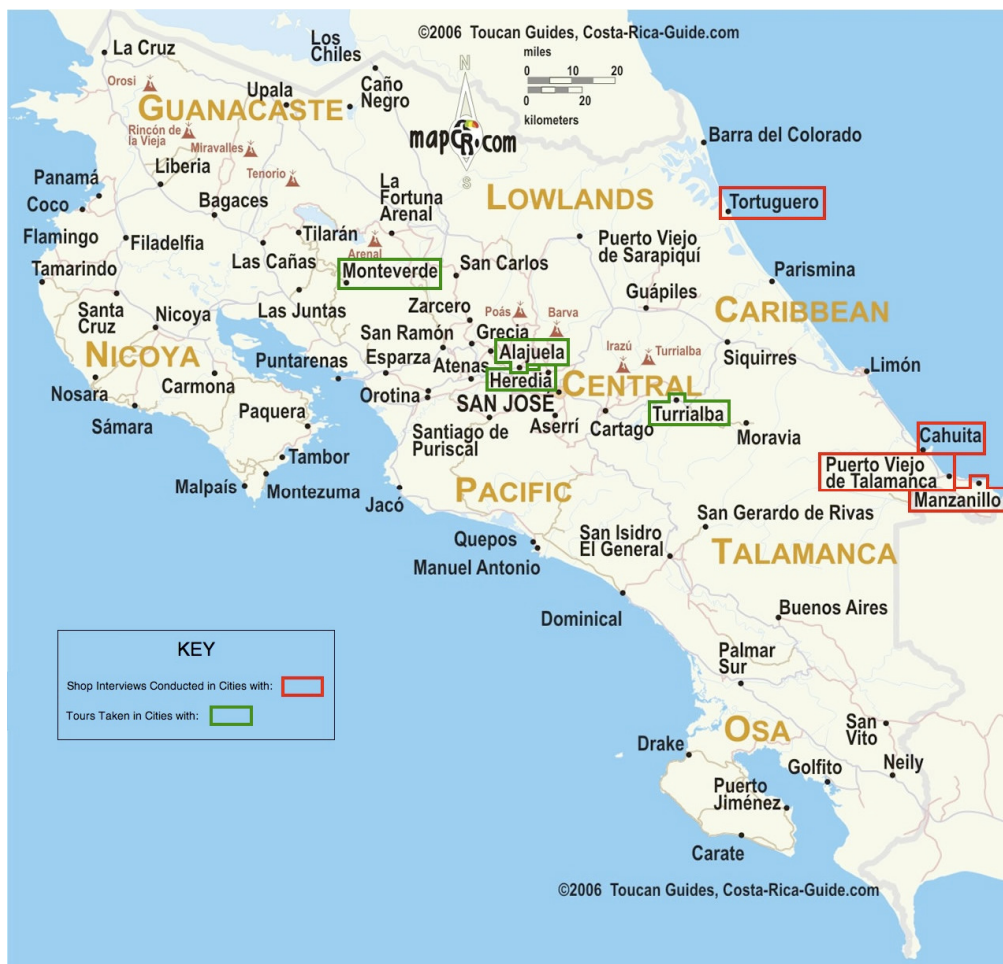 ©2006 Toucan Guides, Costa-Rica-Guide.com
miles
0 10 20
0 20
kilometers
N
mapCR.com
S
La Cruz
Los
Chiles
Orosi
Upala
Caño
Negro
GUANACASTE
Rincón de
la Vieja
Miravalles
Barra del Colorado
Liberia
Tenorio
Panamá
La
Fortuna
Arenal
LOWLANDS
Coco
Bagaces
Tortuguero
Flamingo
Filadelfia
Tilarán
Arenal
Puerto Viejo
de Sarapiquí
Las Cañas
Tamarindo
Monteverde
San Carlos
Parismina
Guápiles
Santa
Cruz
Nicoya
Las Juntas
Zarcero
Poás
Barva
CARIBBEAN
San Ramón
Grecia
NICOYA
Puntarenas
Esparza
Atenas
Alajuela
Irazú
Turrialba
Siquirres
Limón
Heredia
CENTRAL
Nosara
Carmona
Orotina
SAN JOSÉ
Sámara
Paquera
Santiago de
Puriscal
Aserrí
Cartago
Turrialba
Moravia
Cahuita
Tambor
Puerto Viejo
de Talamanca
Malpaís
Montezuma
Jacó
PACIFIC
Manzanillo
San Gerardo de Rivas
Quepos
San Isidro
El General
TALAMANCA
Manuel Antonio
Dominical
Buenos Aires
KEY
Shop Interviews Conducted in Cities with:
Tours Taken in Cities with:
Palmar
Sur
OSA
San
Vito
Drake
Golfito
Neily
Puerto
Jiménez
Carate
©2006 Toucan Guides, Costa-Rica-Guide.com